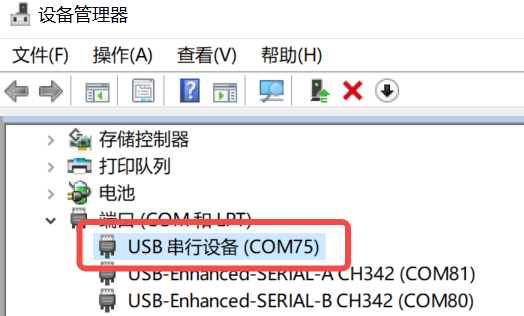 设备管理器
文件(F) 操作(A) 查看(V) 帮助(H)
存储控制器
打印队列
电池
端口 (COM 和 LPT)
USB 串行设备 (COM75)
USB-Enhanced-SERIAL-A CH342 (COM81)
USB-Enhanced-SERIAL-B CH342 (COM80)